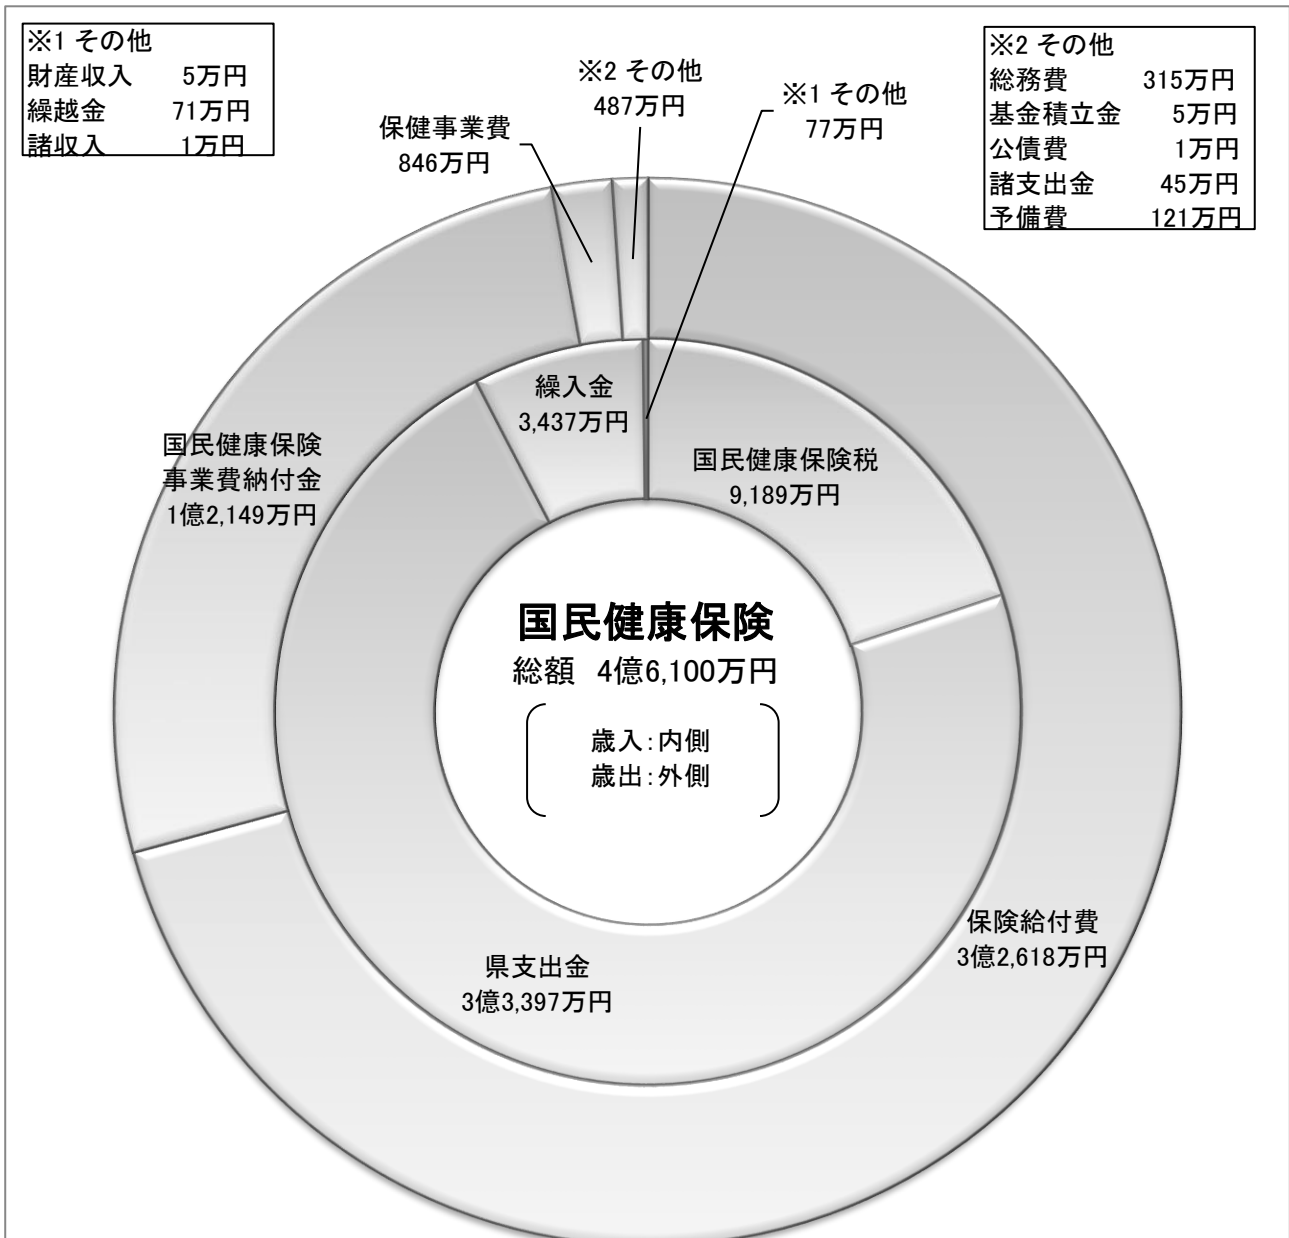 ※1 その他
財産収入 5万円
繰越金 71万円
諸収入 1万円
※2 その他
総務費 315万円
基金積立金 5万円
公債費 1万円
諸支出金 45万円
予備費 121万円
※2 その他
487万円
※1 その他
77万円
保健事業費
846万円
繰入金
3,437万円
国民健康保険税
9,189万円
国民健康保険
事業費納付金
1億2,149万円
国民健康保険
総額 4億6,100万円
歳入:内側
歳出:外側
保険給付費
3億2,618万円
県支出金
3億3,397万円